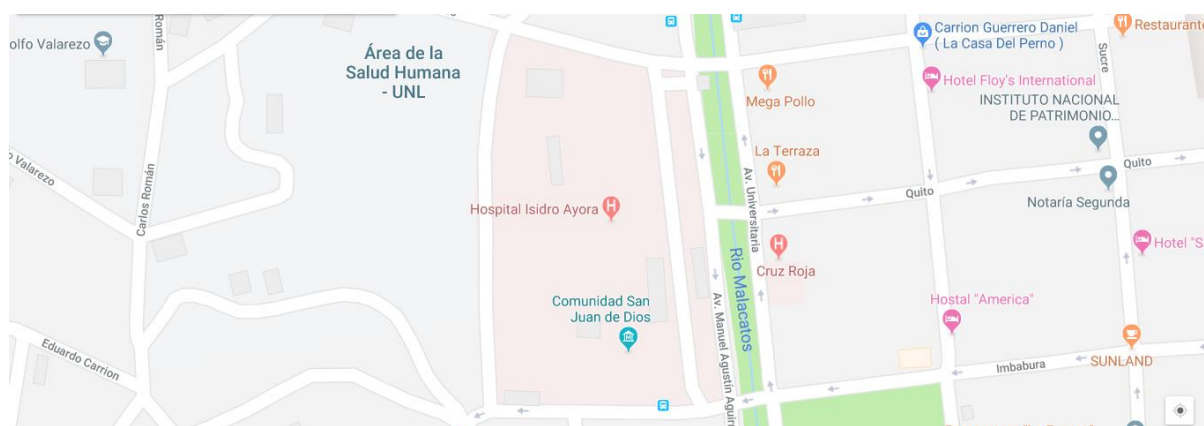 olfo Valarezo
Román
Área de la
Salud Humana
- UNL
Carrion Guerrero Daniel
( La Casa Del Perno )
Restaurante
Sucre
Mega Pollo
Hotel Floy's International
INSTITUTO NACIONAL
DE PATRIMONIO...
La Terraza
Valarezo
Carlos Román
Quito
Quito
Av. Universitaria
Notaría Segunda
Hospital Isidro Ayora
Hotel "S
Cruz Roja
Rio Malacatos
Comunidad San
Juan de Dios
Av. Manuel Agustín Aguirr
Hostal "America"
Eduardo Carrion
SUNLAND
Imbabura